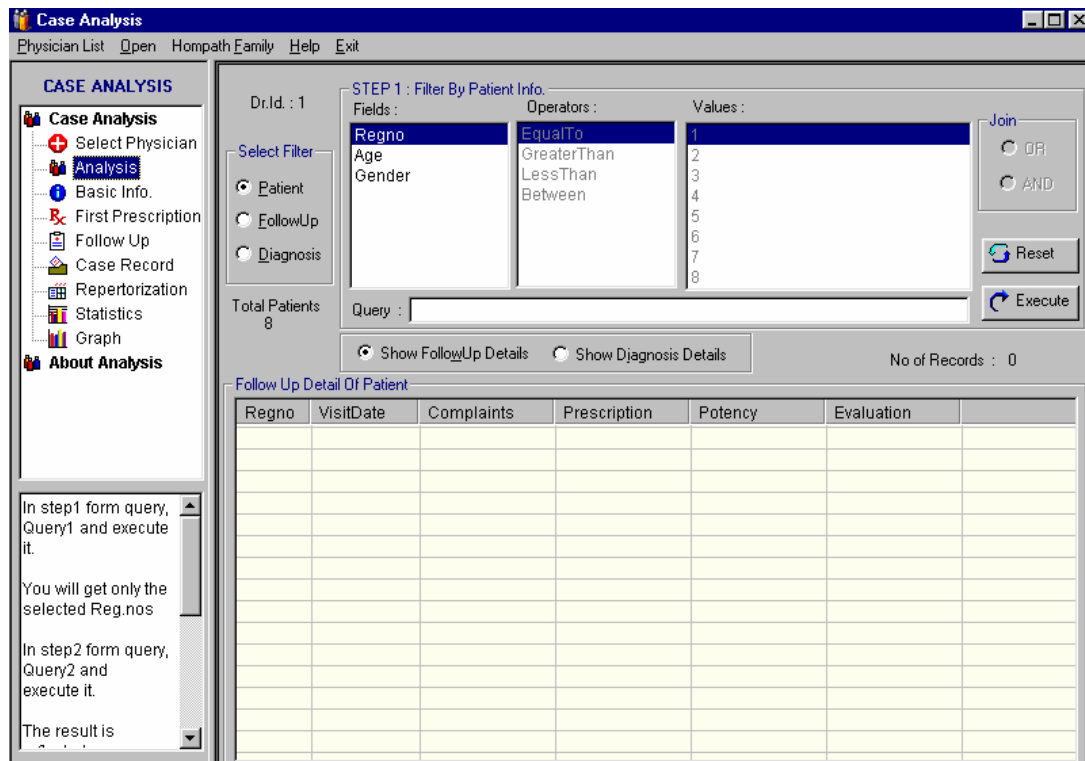 Case Analysis
Physician List Open Hompath Family Help Exit
CASE ANALYSIS
Case Analysis
Select Physician
Analysis
Basic Info.
First Prescription
Follow Up
Case Record
Repertorization
Statistics
Graph
About Analysis
In step1 form query,
Query1 and execute
it.
You will get only the
selected Reg.nos
In step2 form query,
Query2 and
execute it.
The result is
Dr.Id. : 1
Select Filter
Patient
FollowUp
Diagnosis
Total Patients
8
STEP 1 : Filter By Patient Info.
Fields :
Regno
Age
Gender
Operators :
EqualTo
GreaterThan
LessThan
Between
Values :
1
2
3
4
5
6
7
8
Join
OR
AND
Reset
Execute
Query :
Show FollowUp Details Show Diagnosis Details
No of Records : 0
Follow Up Detail Of Patient
Regno VisitDate Complaints Prescription Potency Evaluation